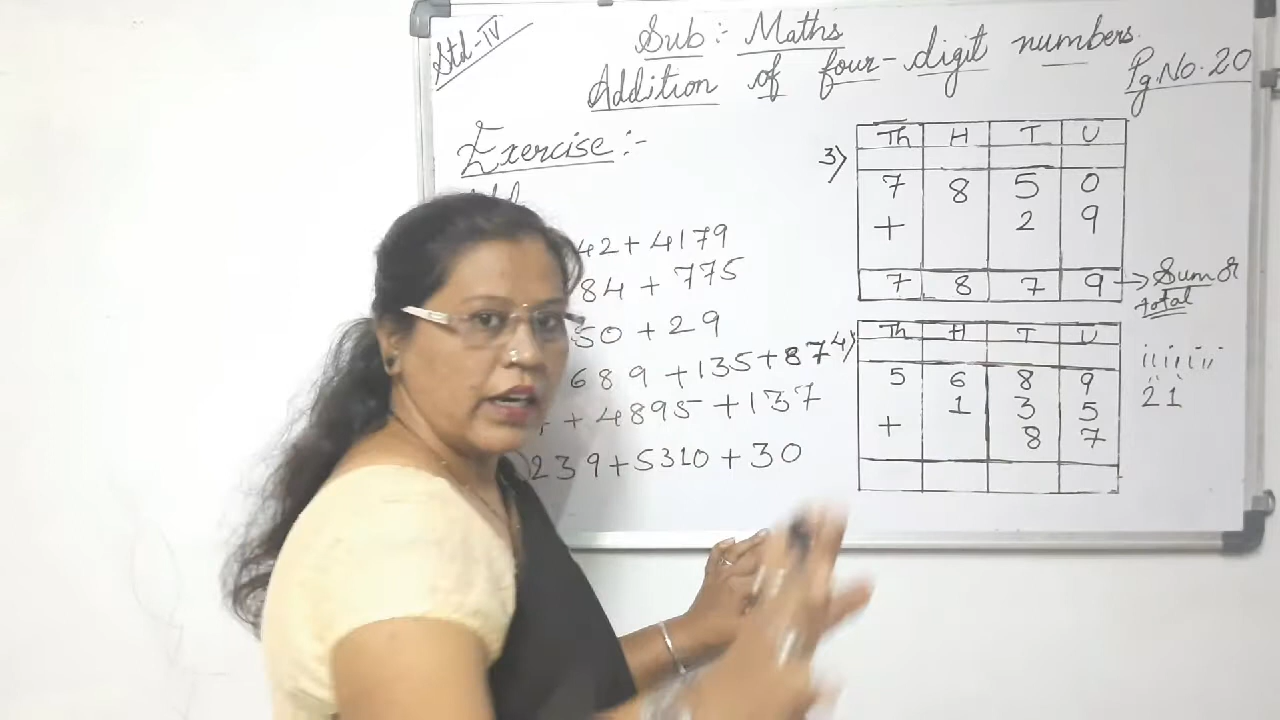 Std-IV
Sub:- Maths
Addition of four-digit numbers.
Pg.No.20
Exercise:-
42+4179
84 + 775
50 + 29
689 +135+87
+ 4895 +137
239+5310 + 30
3)
Th H T U
7 8 5 0
+ 2 9
7 8 7 9 → Sum or
total
4)
Th H T U
5 6 8 9
1 3 5
+ 8 7
21